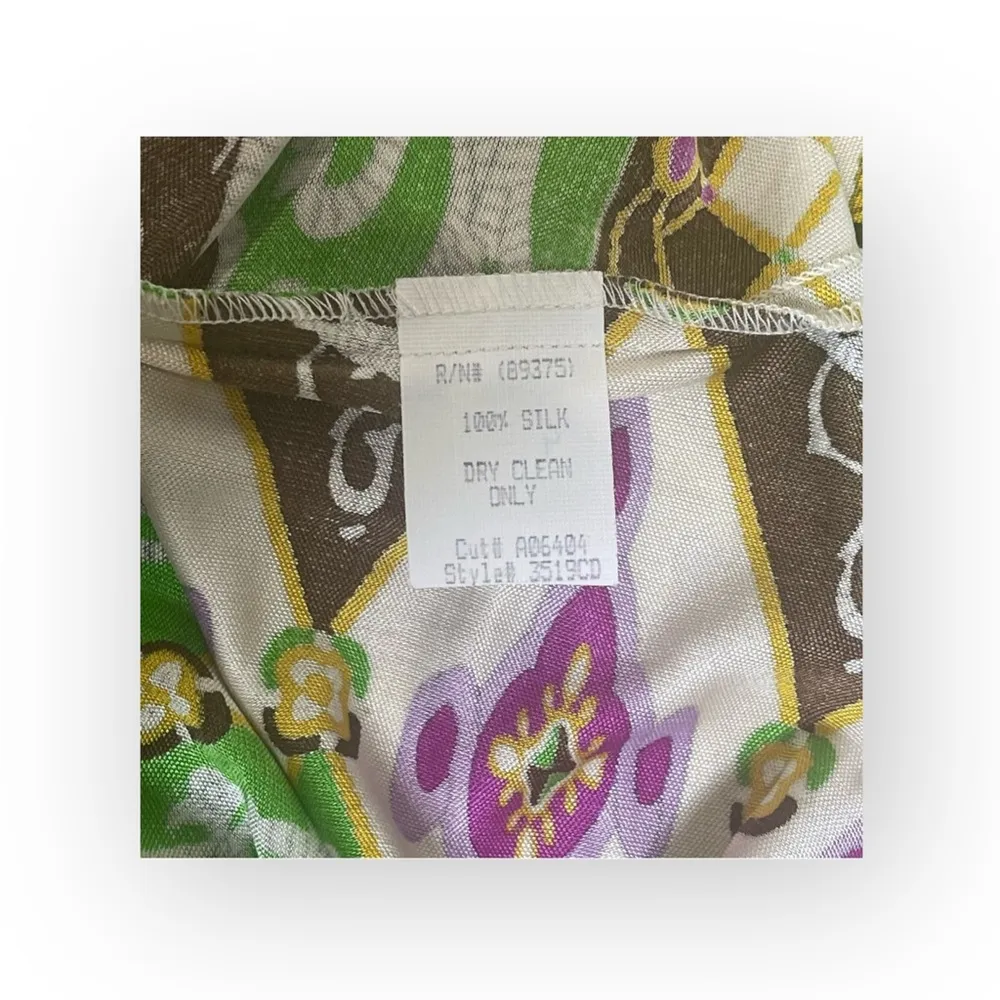 R/N# (89375)
100% SILK
DRY CLEAN
ONLY
Cut# A06404
Style# 3519CD